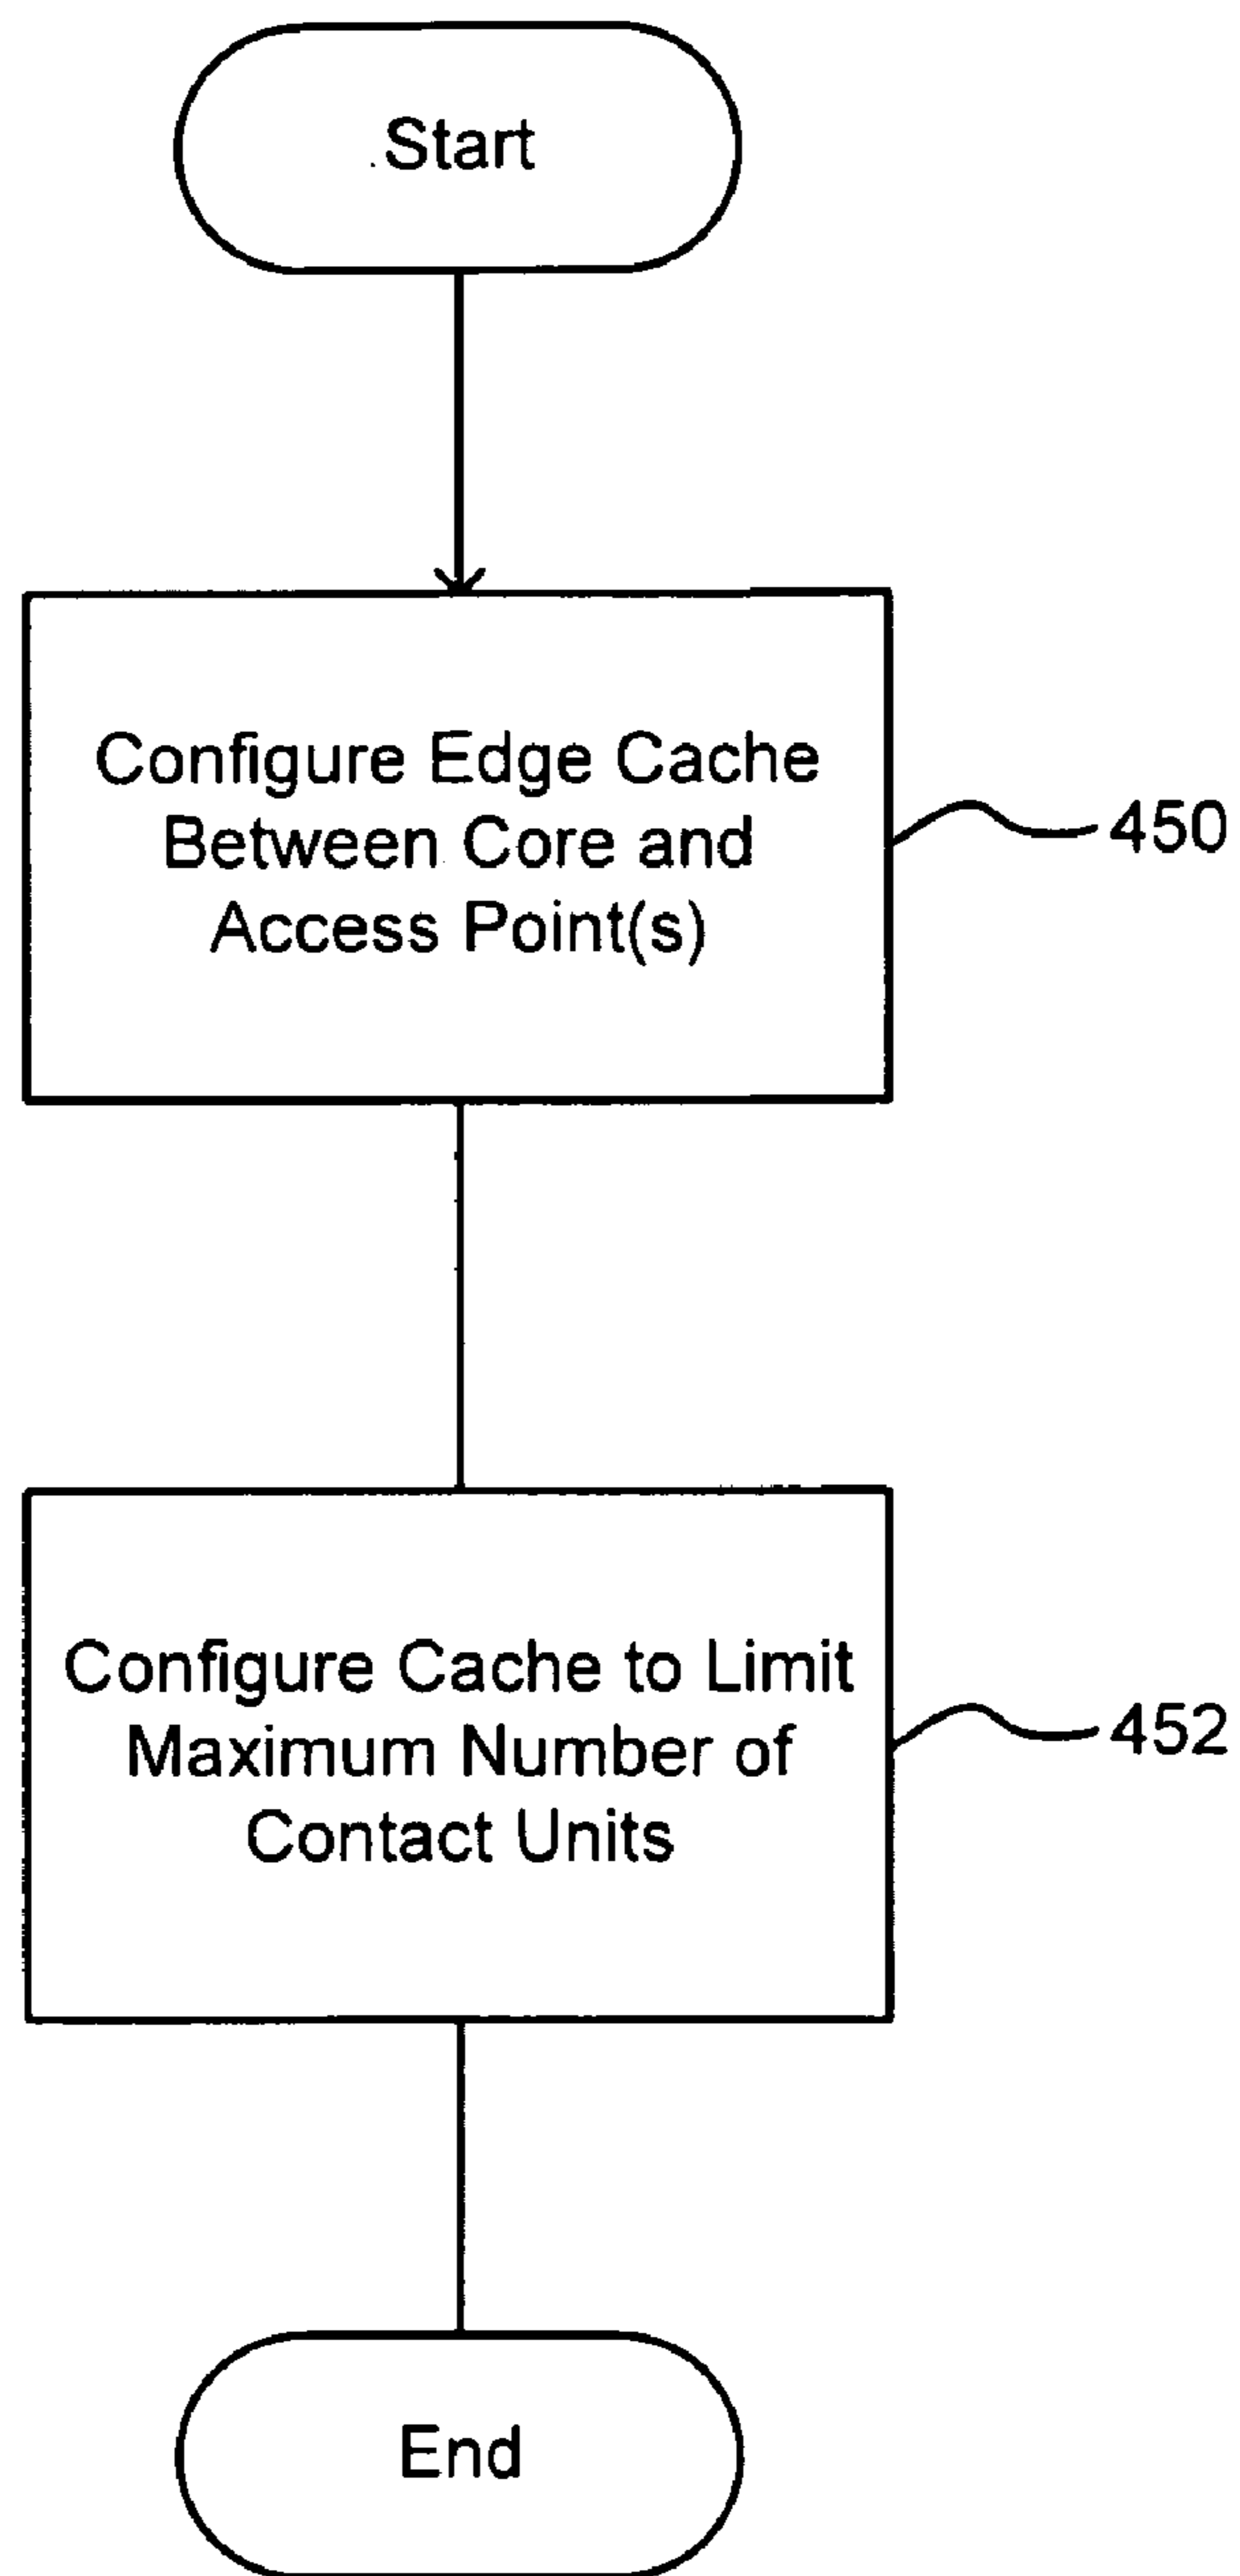 Start
Configure Edge Cache
Between Core and
Access Point(s)
450
Configure Cache to Limit
Maximum Number of
Contact Units
452
End